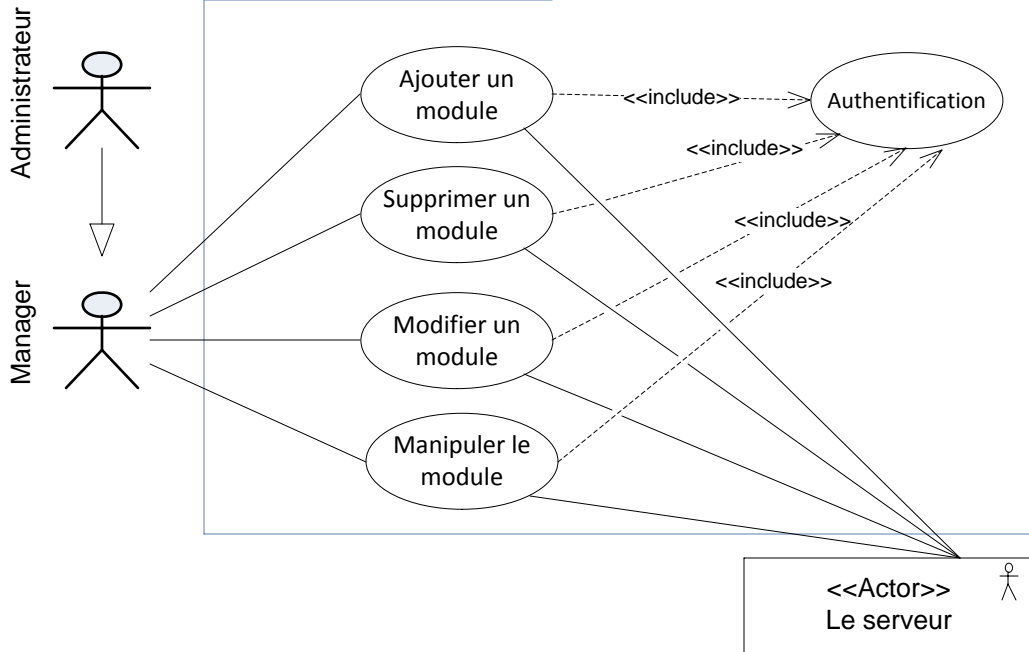 Administrateur
Manager
Ajouter un
module
Supprimer un
module
Modifier un
module
Manipuler le
module
<<include>>
<<include>>
<<include>>
<<include>>
Authentification
<<Actor>>
Le serveur